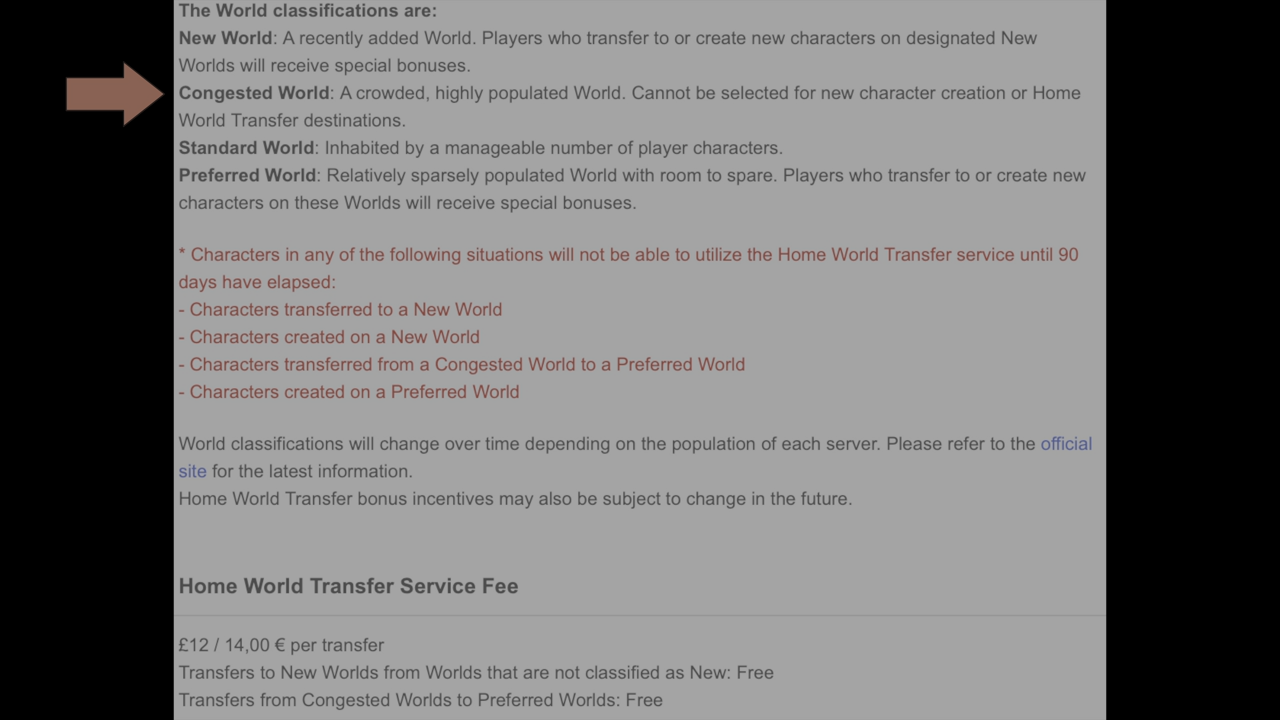 The World classifications are:
New World: A recently added World. Players who transfer to or create new characters on designated New
Worlds will receive special bonuses.
Congested World: A crowded, highly populated World. Cannot be selected for new character creation or Home
World Transfer destinations.
Standard World: Inhabited by a manageable number of player characters.
Preferred World: Relatively sparsely populated World with room to spare. Players who transfer to or create new
characters on these Worlds will receive special bonuses.
* Characters in any of the following situations will not be able to utilize the Home World Transfer service until 90
days have elapsed:
- Characters transferred to a New World
- Characters created on a New World
- Characters transferred from a Congested World to a Preferred World
- Characters created on a Preferred World
World classifications will change over time depending on the population of each server. Please refer to the official
site for the latest information.
Home World Transfer bonus incentives may also be subject to change in the future.
Home World Transfer Service Fee
£12 / 14,00 € per transfer
Transfers to New Worlds from Worlds that are not classified as New: Free
Transfers from Congested Worlds to Preferred Worlds: Free